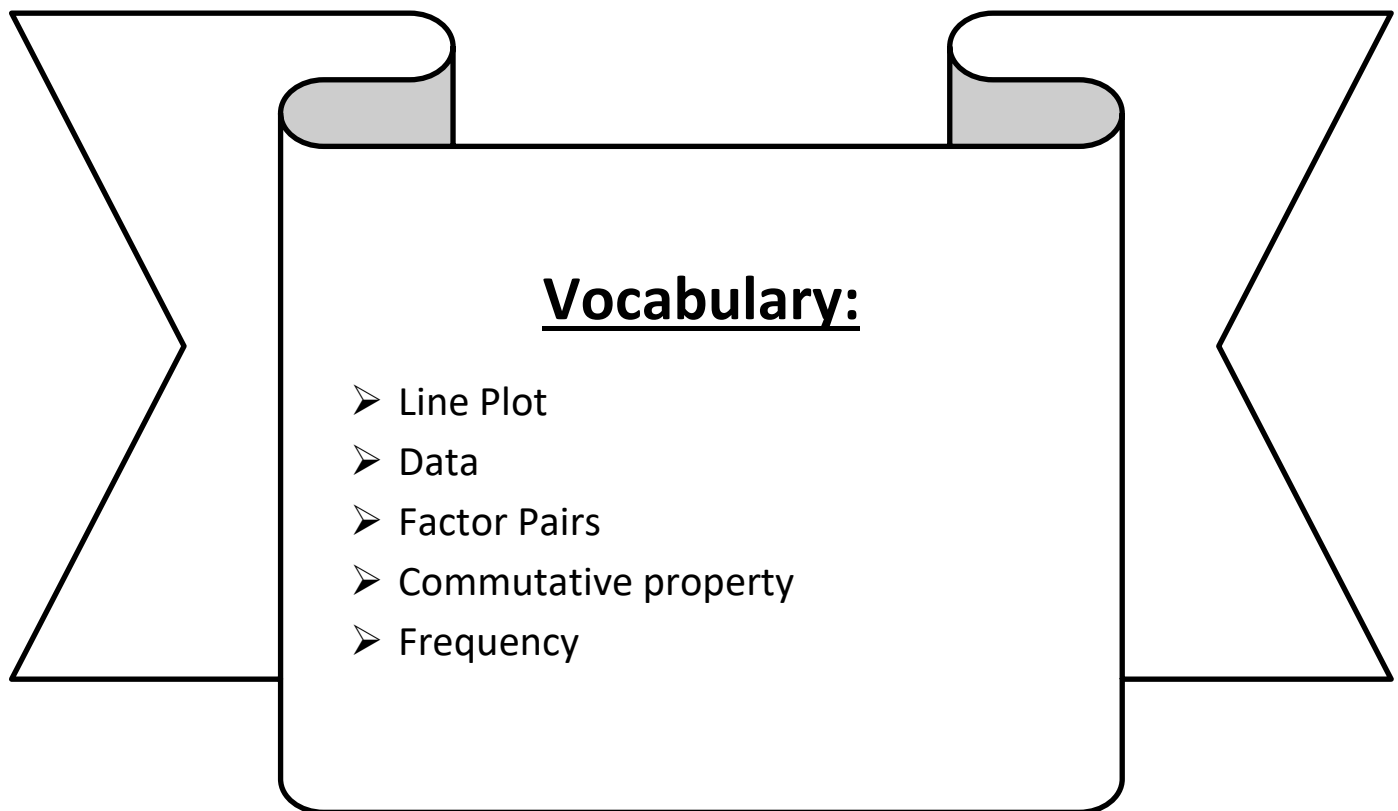 Vocabulary:
➢ Line Plot
➢ Data
➢ Factor Pairs
➢ Commutative property
➢ Frequency